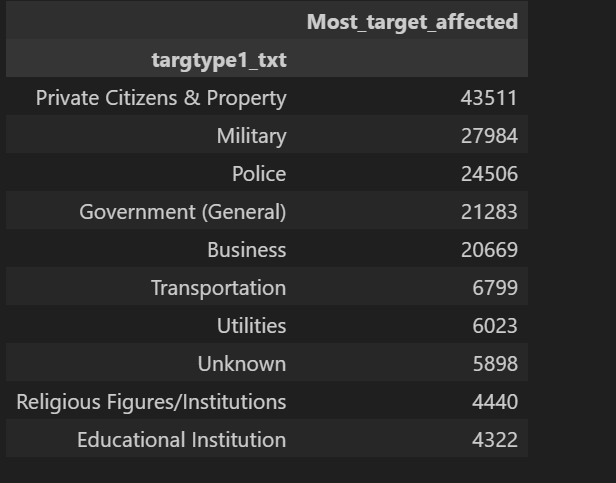 Most_target_affected
targtype1_txt
Private Citizens & Property 43511
Military 27984
Police 24506
Government (General) 21283
Business 20669
Transportation 6799
Utilities 6023
Unknown 5898
Religious Figures/Institutions 4440
Educational Institution 4322